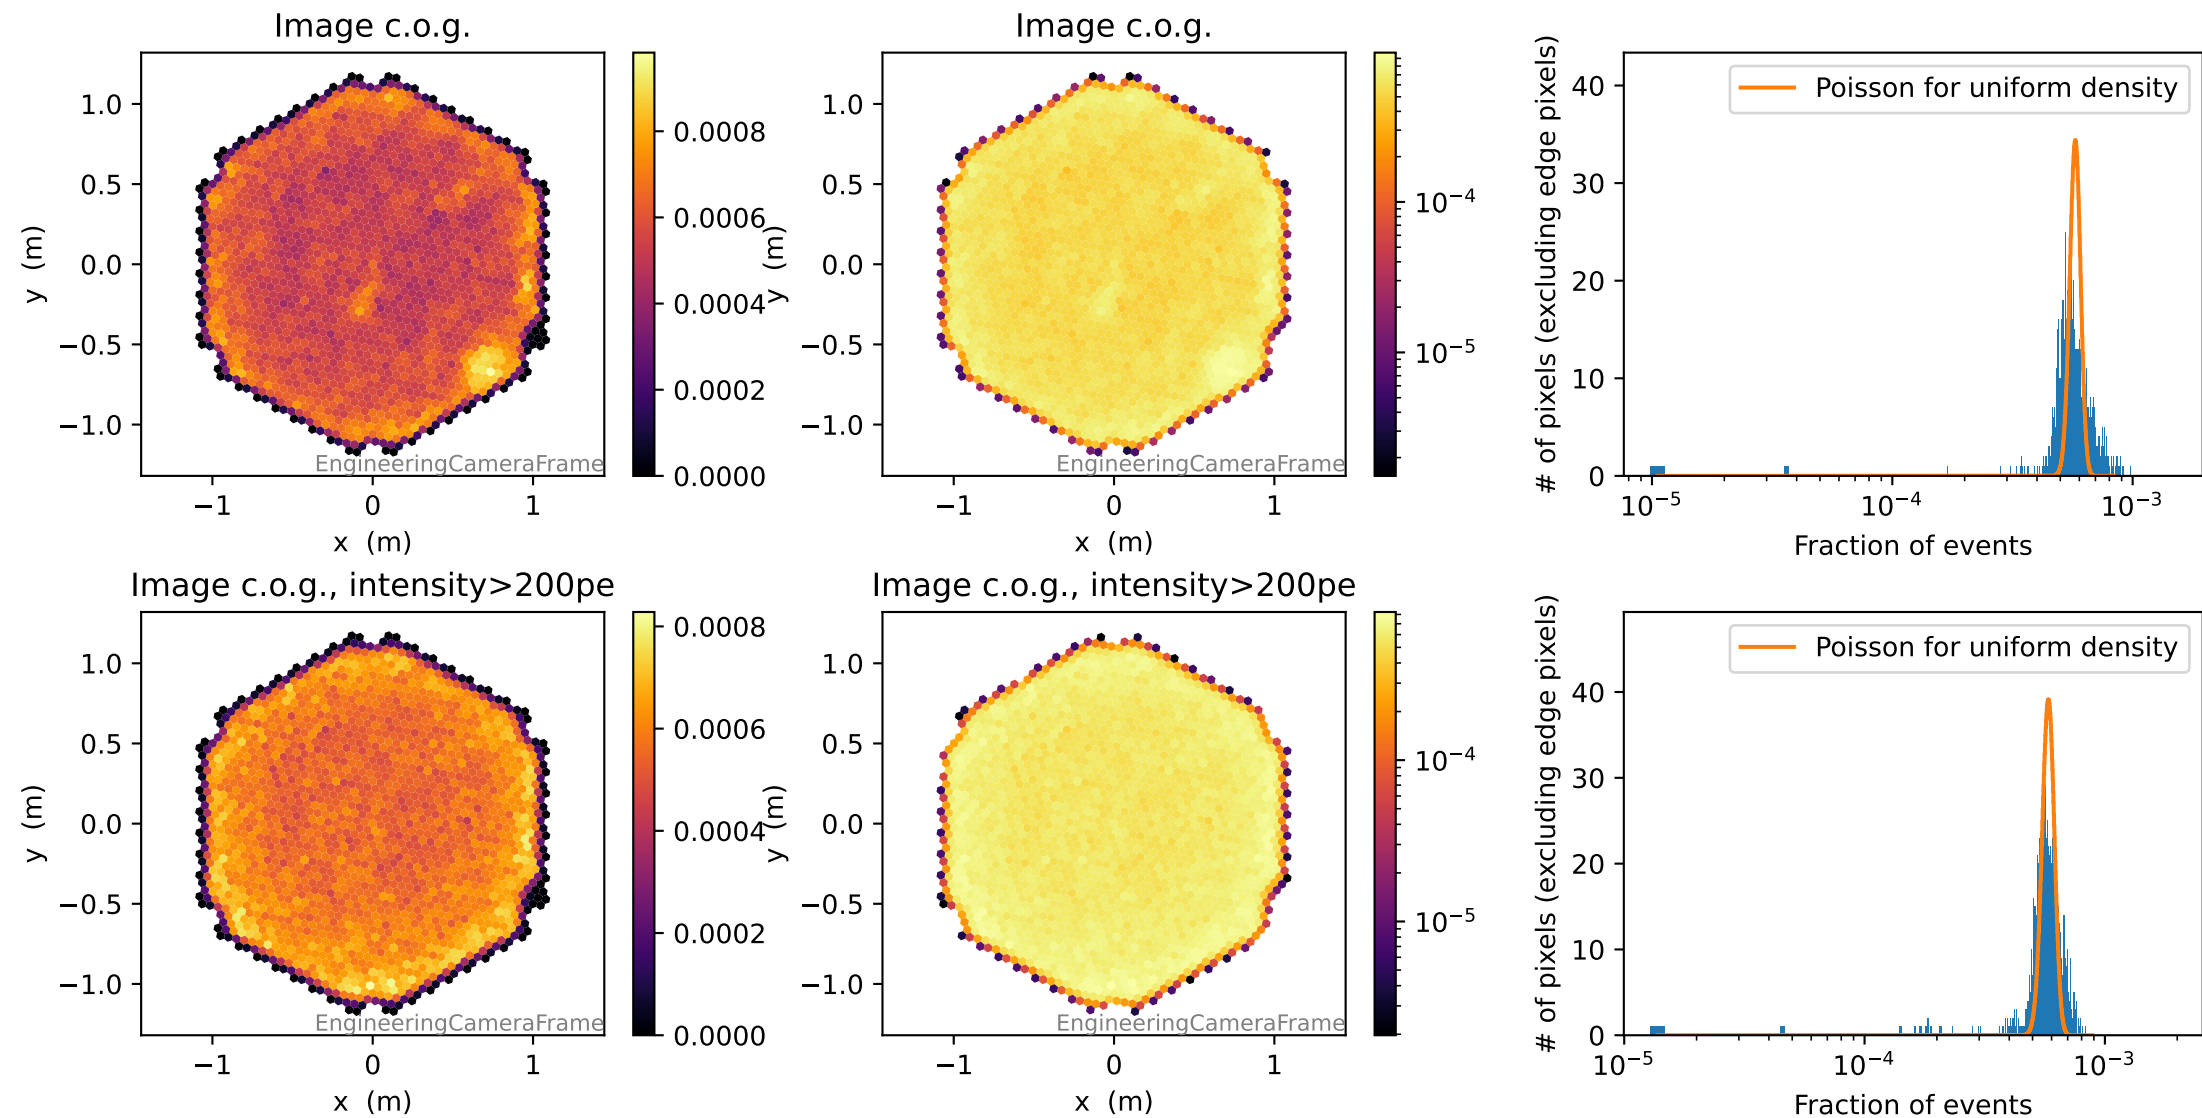 Image c.o.g.
1.0
0.5
0.0
−0.5
−1.0
y (m)
−1
0
1
x (m)
EngineeringCameraFrame
0.0008
0.0006
0.0004
0.0002
0.0000
Image c.o.g.
1.0
0.5
0.0
−0.5
−1.0
y (m)
−1
0
1
x (m)
EngineeringCameraFrame
10⁻⁴
10⁻⁵
Poisson for uniform density
# of pixels (excluding edge pixels)
40
30
20
10
0
10⁻⁵
10⁻⁴
10⁻³
Fraction of events
Image c.o.g., intensity>200pe
1.0
0.5
0.0
−0.5
−1.0
y (m)
−1
0
1
x (m)
EngineeringCameraFrame
0.0008
0.0006
0.0004
0.0002
0.0000
Image c.o.g., intensity>200pe
1.0
0.5
0.0
−0.5
−1.0
y (m)
−1
0
1
x (m)
EngineeringCameraFrame
10⁻⁴
10⁻⁵
Poisson for uniform density
# of pixels (excluding edge pixels)
40
30
20
10
0
10⁻⁵
10⁻⁴
10⁻³
Fraction of events